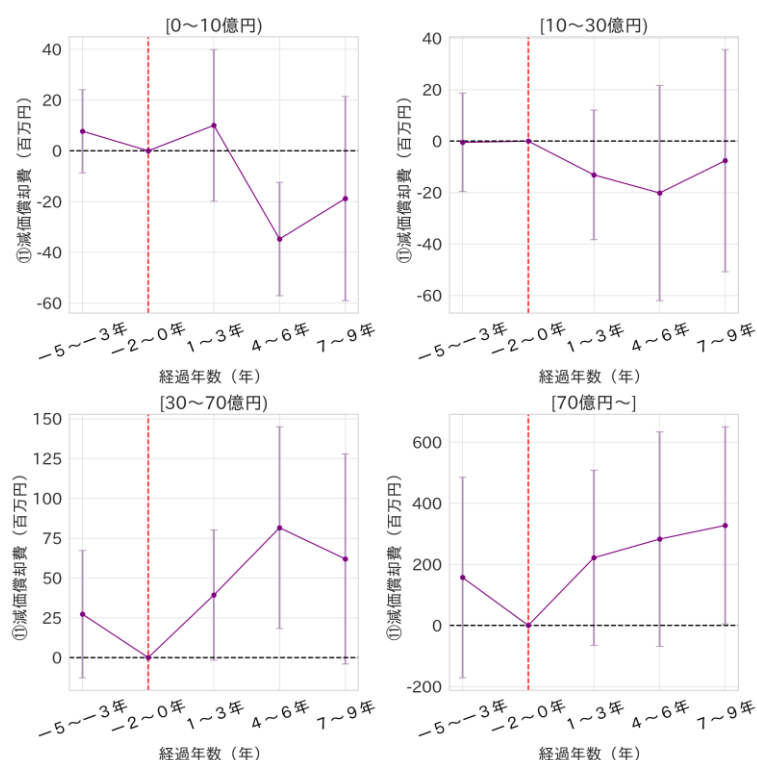 [0～10億円)
40
20
0
-20
-40
-60
⑪減価償却費（百万円）
－5～－3年
－2～0年
1～3年
4～6年
7～9年
経過年数（年）
[10～30億円)
40
20
0
-20
-40
-60
⑪減価償却費（百万円）
－5～－3年
－2～0年
1～3年
4～6年
7～9年
経過年数（年）
[30～70億円)
150
125
100
75
50
25
0
⑪減価償却費（百万円）
－5～－3年
－2～0年
1～3年
4～6年
7～9年
経過年数（年）
[70億円～]
600
400
200
0
-200
⑪減価償却費（百万円）
－5～－3年
－2～0年
1～3年
4～6年
7～9年
経過年数（年）